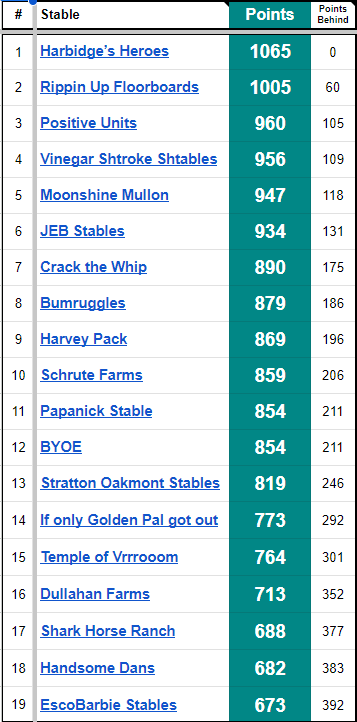 # Stable Points Points Behind
1 Harbidge's Heroes 1065 0
2 Rippin Up Floorboards 1005 60
3 Positive Units 960 105
4 Vinegar Shtroke Shtables 956 109
5 Moonshine Mullon 947 118
6 JEB Stables 934 131
7 Crack the Whip 890 175
8 Bumruggles 879 186
9 Harvey Pack 869 196
10 Schrute Farms 859 206
11 Papanick Stable 854 211
12 BYOE 854 211
13 Stratton Oakmont Stables 819 246
14 If only Golden Pal got out 773 292
15 Temple of Vrrrooom 764 301
16 Dullahan Farms 713 352
17 Shark Horse Ranch 688 377
18 Handsome Dans 682 383
19 EscoBarbie Stables 673 392